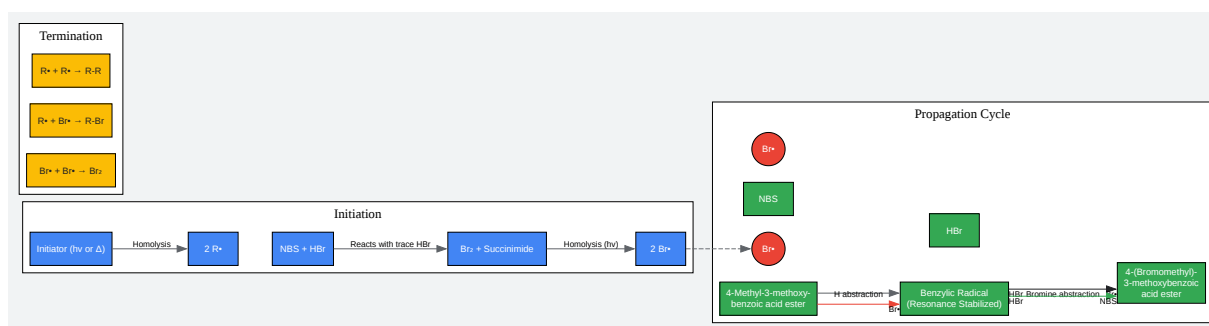 Termination
R• + R• → R-R
R• + Br• → R-Br
Br• + Br• → Br₂
Initiation
Initiator (hv or Δ)
Homolysis
2 R•
NBS + HBr
Reacts with trace HBr
Br₂ + Succinimide
Homolysis (hv)
2 Br•
Propagation Cycle
Br•
NBS
HBr
Br•
4-Methyl-3-methoxy-
benzoic acid ester
H abstraction
Br•
Benzylic Radical
(Resonance Stabilized)
HBr
Bromine abstraction
HBr
NBS
4-(Bromomethyl)-
3-methoxybenzoic
acid ester